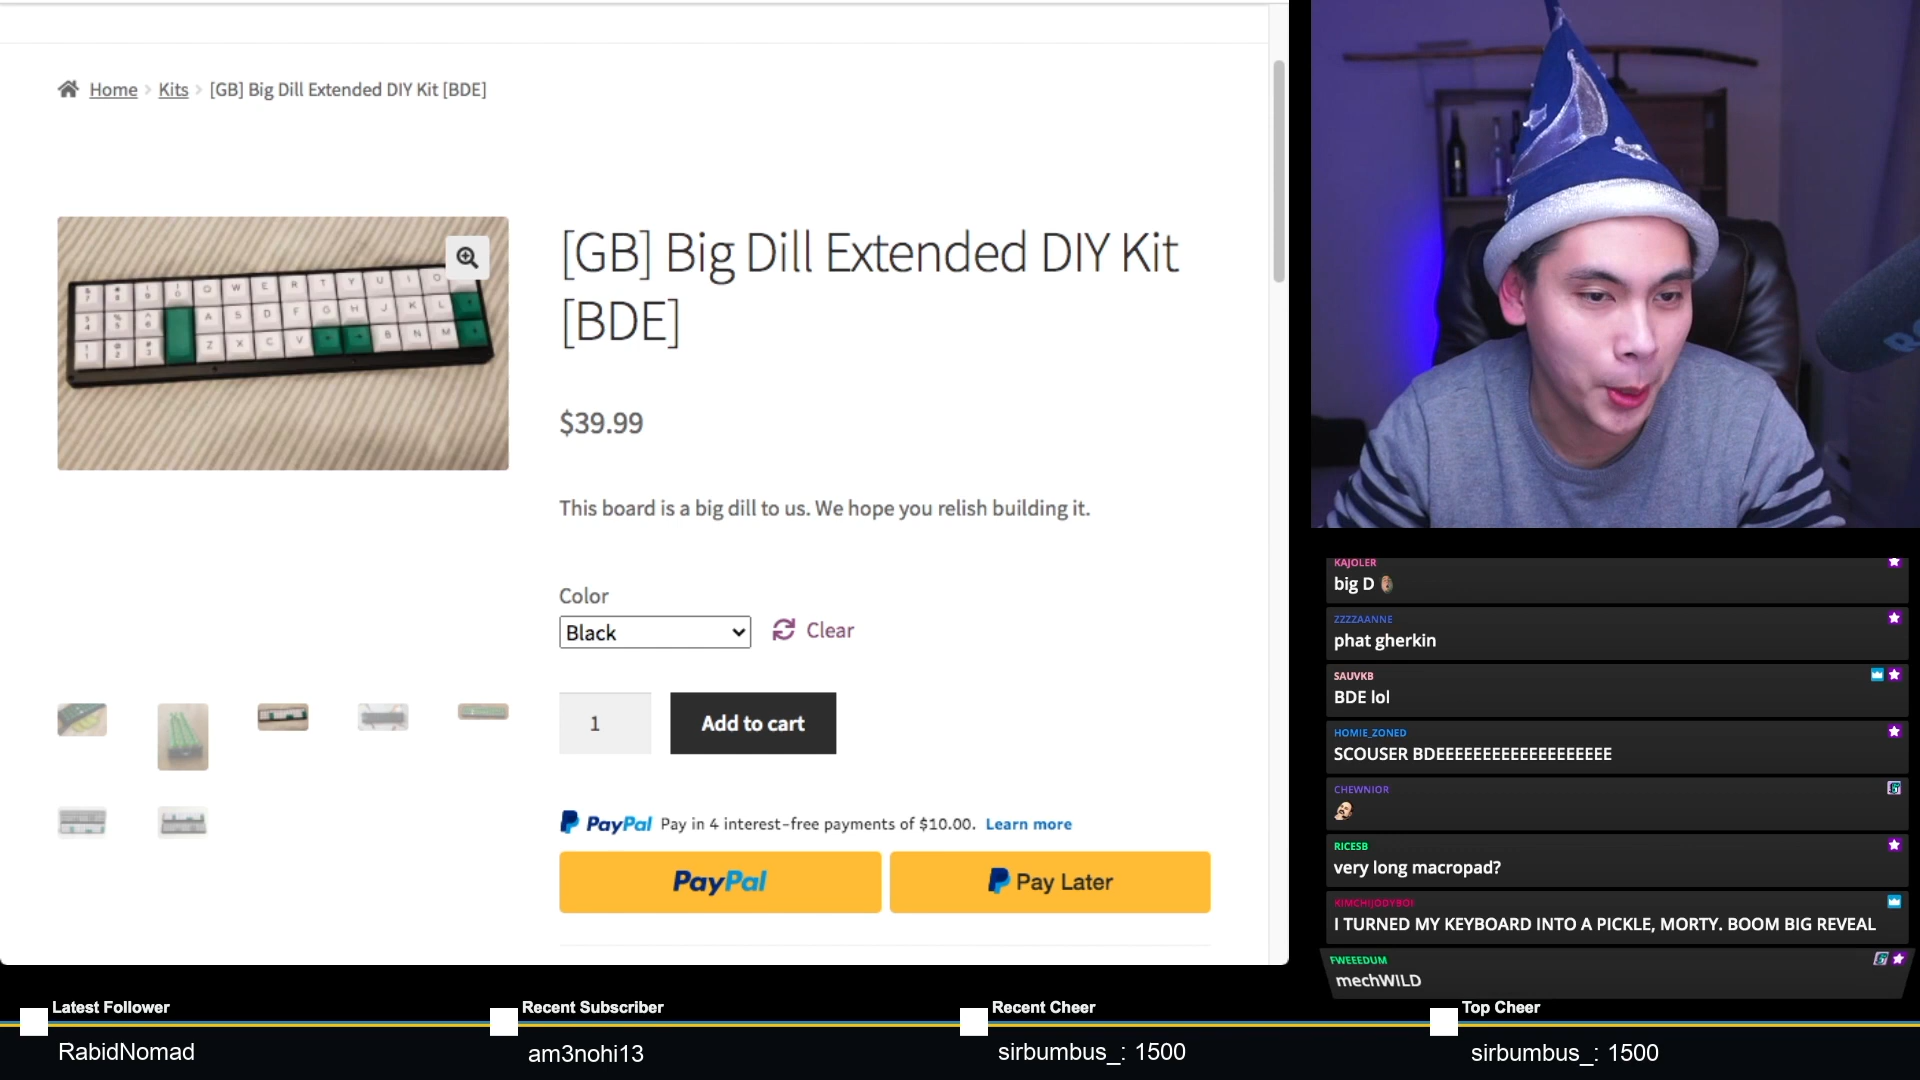 Home > Kits > [GB] Big Dill Extended DIY Kit [BDE]
[GB] Big Dill Extended DIY Kit
[BDE]
$39.99
This board is a big dill to us. We hope you relish building it.
Color
Black
Clear
1
Add to cart
PayPal Pay in 4 interest-free payments of $10.00. Learn more
PayPal
Pay Later
KAJOLER
big D
ZZZZAANNE
phat gherkin
SAUVKB
BDE lol
HOMIE_ZONED
SCOUSER BDEEEEEEEEEEEEEEEEEEE
CHEWNIOR
RICESB
very long macropad?
KIMCHIJODYBOI
I TURNED MY KEYBOARD INTO A PICKLE, MORTY. BOOM BIG REVEAL
FWEEEDUM
mechWILD
Latest Follower
RabidNomad
Recent Subscriber
am3nohi13
Recent Cheer
sirbumbus_: 1500
Top Cheer
sirbumbus_: 1500